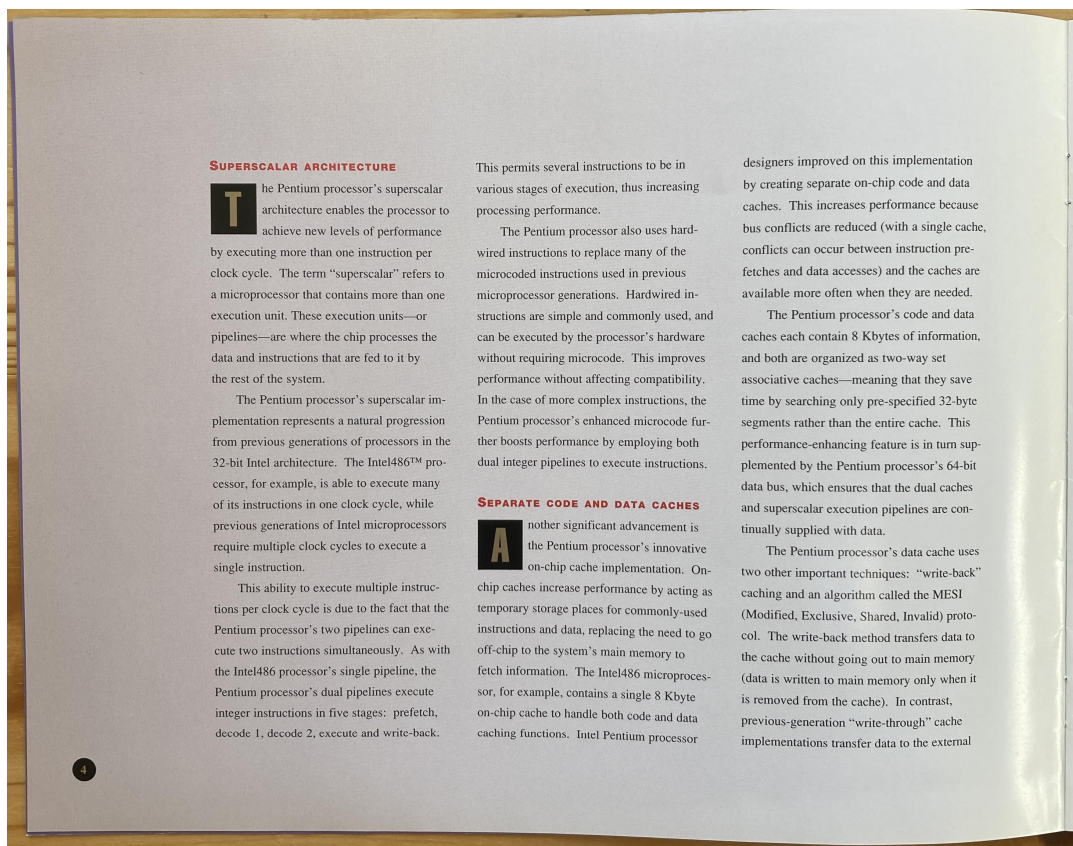 SUPERSCALAR ARCHITECTURE
The Pentium processor's superscalar
architecture enables the processor to
achieve new levels of performance
by executing more than one instruction per
clock cycle. The term “superscalar” refers to
a microprocessor that contains more than one
execution unit. These execution units—or
pipelines—are where the chip processes the
data and instructions that are fed to it by
the rest of the system.
The Pentium processor's superscalar im-
plementation represents a natural progression
from previous generations of processors in the
32-bit Intel architecture. The Intel486™ pro-
cessor, for example, is able to execute many
of its instructions in one clock cycle, while
previous generations of Intel microprocessors
require multiple clock cycles to execute a
single instruction.
This ability to execute multiple instruc-
tions per clock cycle is due to the fact that the
Pentium processor's two pipelines can exe-
cute two instructions simultaneously. As with
the Intel486 processor's single pipeline, the
Pentium processor's dual pipelines execute
integer instructions in five stages: prefetch,
decode 1, decode 2, execute and write-back.
This permits several instructions to be in
various stages of execution, thus increasing
processing performance.
The Pentium processor also uses hard-
wired instructions to replace many of the
microcoded instructions used in previous
microprocessor generations. Hardwired in-
structions are simple and commonly used, and
can be executed by the processor's hardware
without requiring microcode. This improves
performance without affecting compatibility.
In the case of more complex instructions, the
Pentium processor's enhanced microcode fur-
ther boosts performance by employing both
dual integer pipelines to execute instructions.
SEPARATE CODE AND DATA CACHES
Another significant advancement is
the Pentium processor's innovative
on-chip cache implementation. On-
chip caches increase performance by acting as
temporary storage places for commonly-used
instructions and data, replacing the need to go
off-chip to the system's main memory to
fetch information. The Intel486 microproces-
sor, for example, contains a single 8 Kbyte
on-chip cache to handle both code and data
caching functions. Intel Pentium processor
designers improved on this implementation
by creating separate on-chip code and data
caches. This increases performance because
bus conflicts are reduced (with a single cache,
conflicts can occur between instruction pre-
fetches and data accesses) and the caches are
available more often when they are needed.
The Pentium processor's code and data
caches each contain 8 Kbytes of information,
and both are organized as two-way set
associative caches—meaning that they save
time by searching only pre-specified 32-byte
segments rather than the entire cache. This
performance-enhancing feature is in turn sup-
plemented by the Pentium processor's 64-bit
data bus, which ensures that the dual caches
and superscalar execution pipelines are con-
tinually supplied with data.
The Pentium processor's data cache uses
two other important techniques: “write-back”
caching and an algorithm called the MESI
(Modified, Exclusive, Shared, Invalid) proto-
col. The write-back method transfers data to
the cache without going out to main memory
(data is written to main memory only when it
is removed from the cache). In contrast,
previous-generation “write-through” cache
implementations transfer data to the external
4